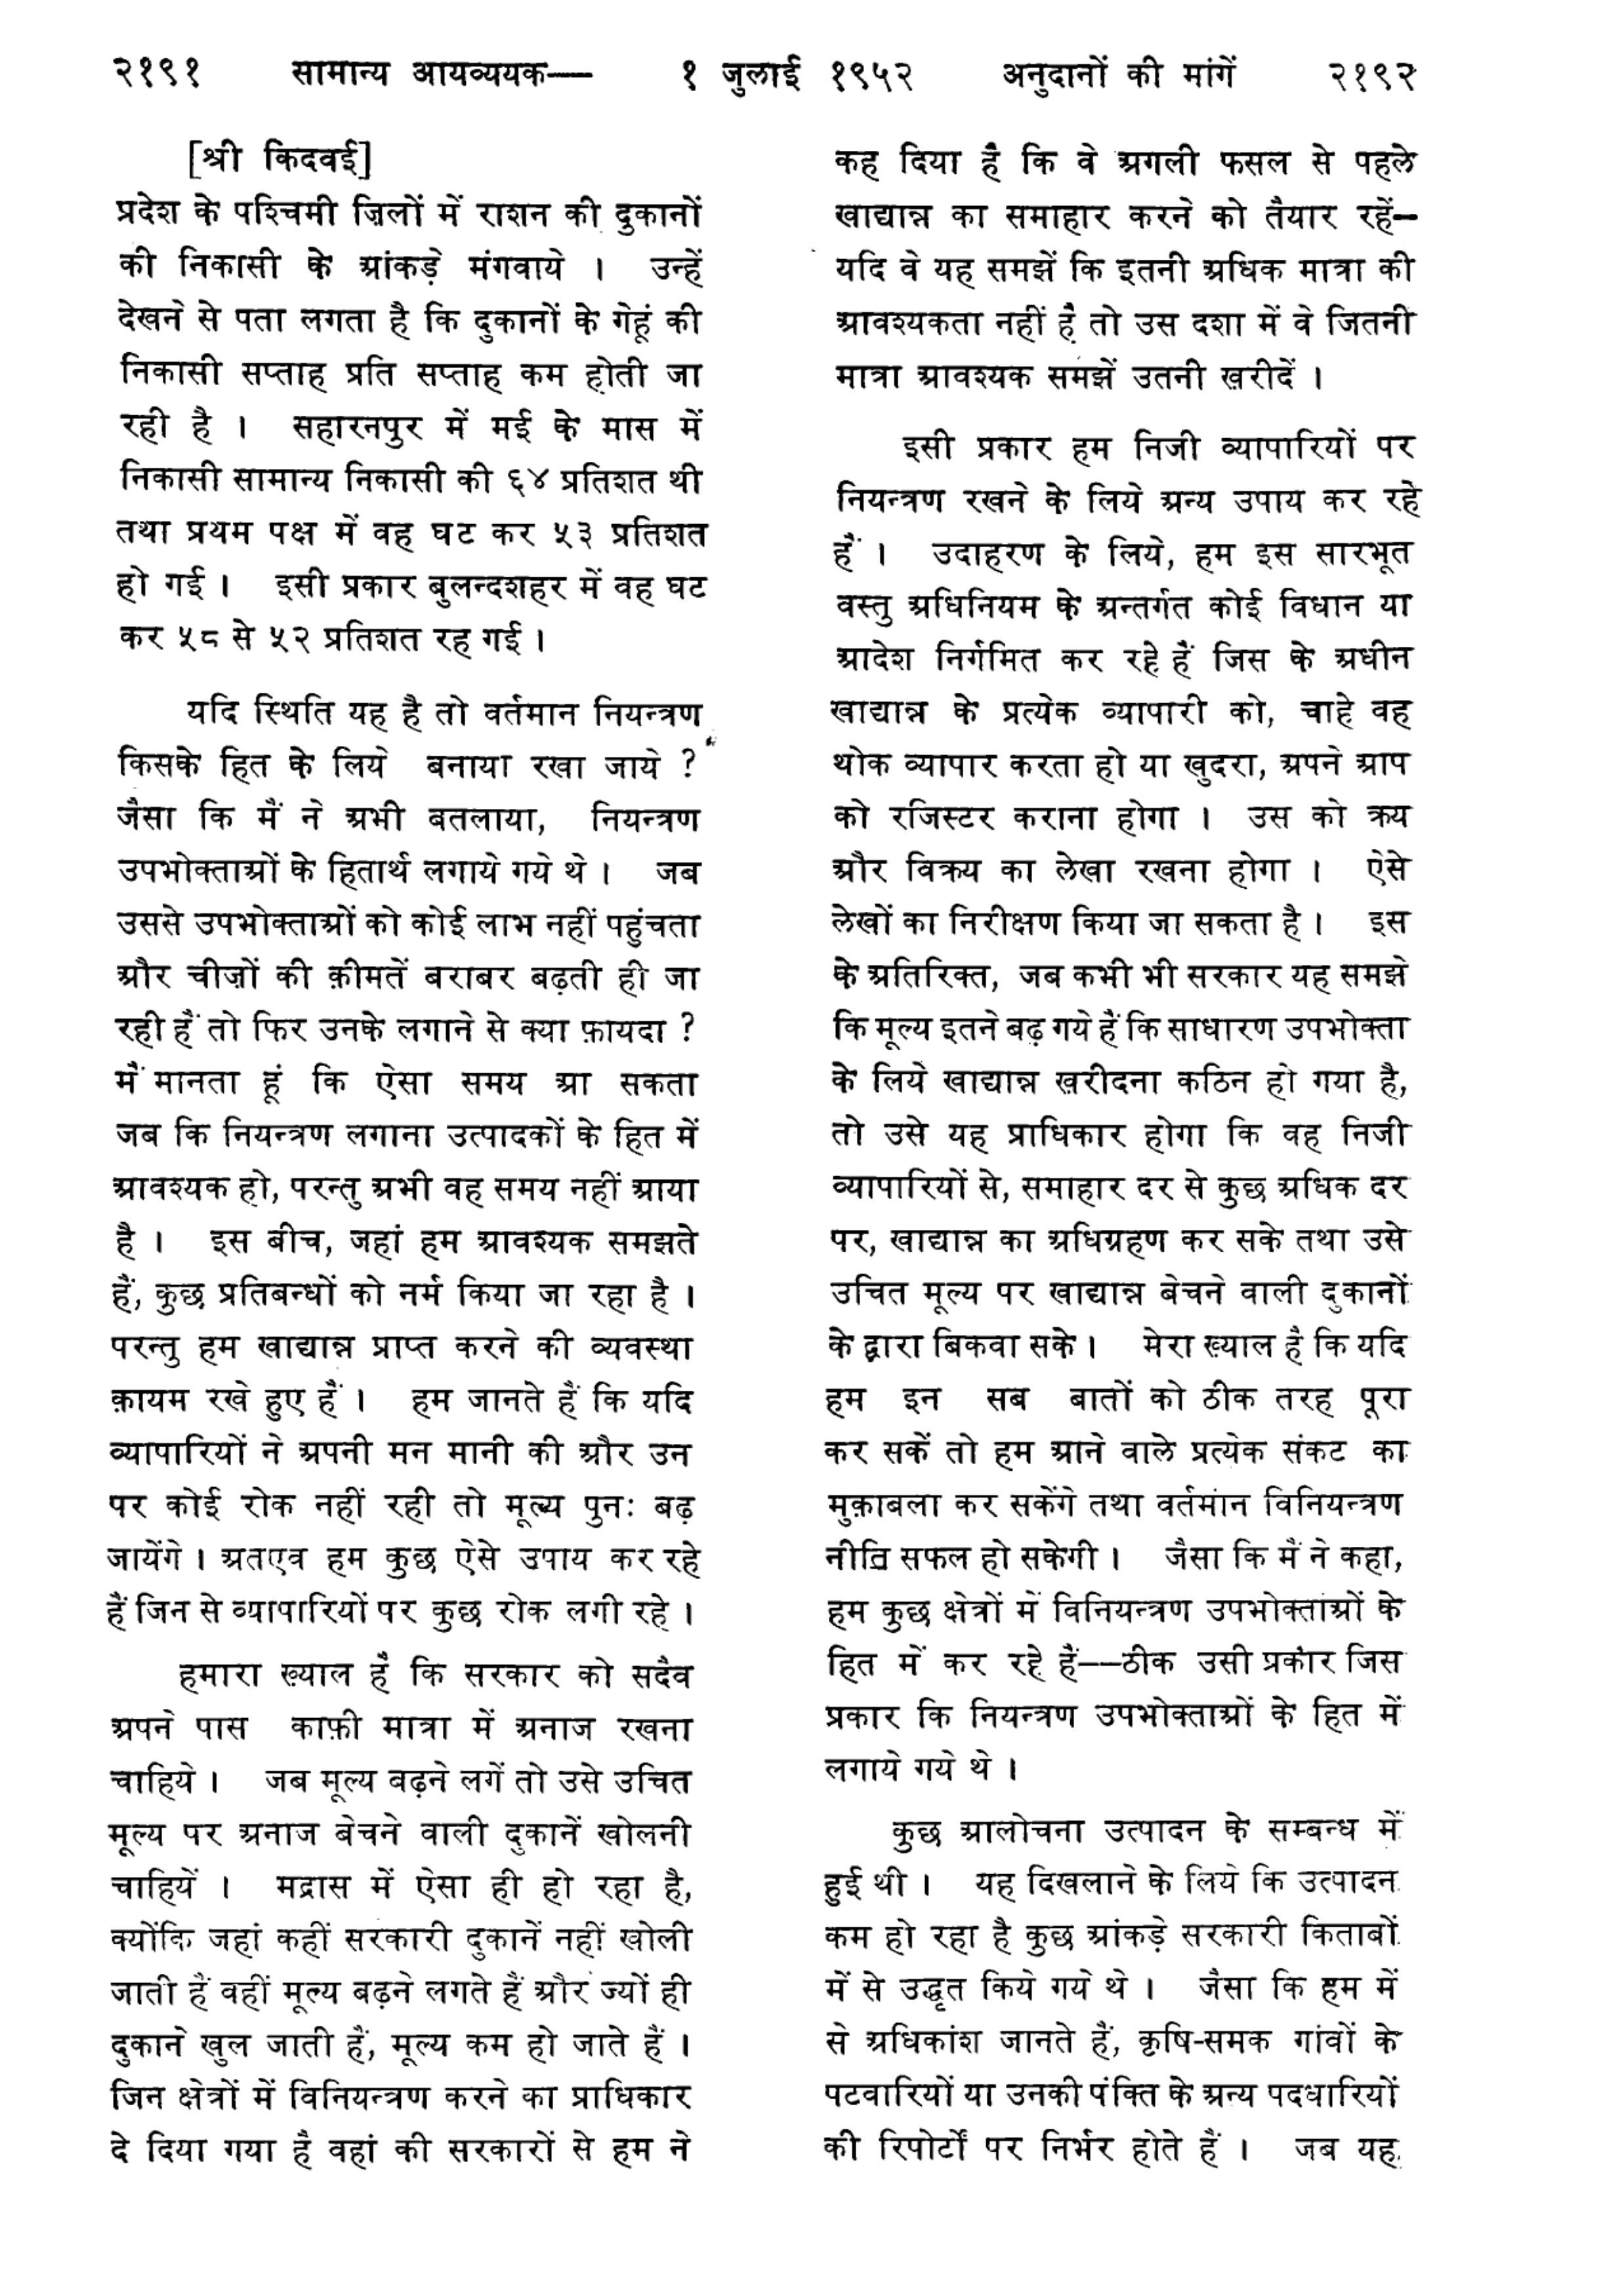 २१९१ सामान्य आयव्ययक— १ जुलाई १९५२ अनुदानों की मांगें २१९२
[श्री किदवई]
प्रदेश के पश्चिमी ज़िलों में राशन की दुकानों
की निकासी के आंकड़े मंगवाये । उन्हें
देखने से पता लगता है कि दुकानों के गेहूं की
निकासी सप्ताह प्रति सप्ताह कम होती जा
रही है । सहारनपुर में मई के मास में
निकासी सामान्य निकासी की ६४ प्रतिशत थी
तथा प्रथम पक्ष में वह घट कर ५३ प्रतिशत
हो गई । इसी प्रकार बुलन्दशहर में वह घट
कर ५८ से ५२ प्रतिशत रह गई ।
यदि स्थिति यह है तो वर्तमान नियन्त्रण
किसके हित के लिये बनाया रखा जाये ?
जैसा कि मैं ने अभी बतलाया, नियन्त्रण
उपभोक्ताओं के हितार्थ लगाये गये थे । जब
उससे उपभोक्ताओं को कोई लाभ नहीं पहुंचता
और चीज़ों की क़ीमतें बराबर बढ़ती ही जा
रही हैं तो फिर उनके लगाने से क्या फ़ायदा ?
मैं मानता हूं कि ऐसा समय आ सकता
जब कि नियन्त्रण लगाना उत्पादकों के हित में
आवश्यक हो, परन्तु अभी वह समय नहीं आया
है । इस बीच, जहां हम आवश्यक समझते
हैं, कुछ प्रतिबन्धों को नर्म किया जा रहा है ।
परन्तु हम खाद्यान्न प्राप्त करने की व्यवस्था
क़ायम रखे हुए हैं । हम जानते हैं कि यदि
व्यापारियों ने अपनी मन मानी की और उन
पर कोई रोक नहीं रही तो मूल्य पुनः बढ़
जायेंगे । अतएव हम कुछ ऐसे उपाय कर रहे
हैं जिन से व्यापारियों पर कुछ रोक लगी रहे ।
हमारा ख्याल है कि सरकार को सदैव
अपने पास काफ़ी मात्रा में अनाज रखना
चाहिये । जब मूल्य बढ़ने लगें तो उसे उचित
मूल्य पर अनाज बेचने वाली दुकानें खोलनी
चाहियें । मद्रास में ऐसा ही हो रहा है,
क्योंकि जहां कहीं सरकारी दुकानें नहीं खोली
जाती हैं वहीं मूल्य बढ़ने लगते हैं और ज्यों ही
दुकाने खुल जाती हैं, मूल्य कम हो जाते हैं ।
जिन क्षेत्रों में विनियन्त्रण करने का प्राधिकार
दे दिया गया है वहां की सरकारों से हम ने
कह दिया है कि वे अगली फसल से पहले
खाद्यान्न का समाहार करने को तैयार रहें—
यदि वे यह समझें कि इतनी अधिक मात्रा की
आवश्यकता नहीं है तो उस दशा में वे जितनी
मात्रा आवश्यक समझें उतनी ख़रीदें ।
इसी प्रकार हम निजी व्यापारियों पर
नियन्त्रण रखने के लिये अन्य उपाय कर रहे
हैं । उदाहरण के लिये, हम इस सारभूत
वस्तु अधिनियम के अन्तर्गत कोई विधान या
आदेश निर्गमित कर रहे हैं जिस के अधीन
खाद्यान्न के प्रत्येक व्यापारी को, चाहे वह
थोक व्यापार करता हो या खुदरा, अपने आप
को रजिस्टर कराना होगा । उस को क्रय
और विक्रय का लेखा रखना होगा । ऐसे
लेखों का निरीक्षण किया जा सकता है । इस
के अतिरिक्त, जब कभी भी सरकार यह समझे
कि मूल्य इतने बढ़ गये हैं कि साधारण उपभोक्ता
के लिये खाद्यान्न ख़रीदना कठिन हो गया है,
तो उसे यह प्राधिकार होगा कि वह निजी
व्यापारियों से, समाहार दर से कुछ अधिक दर
पर, खाद्यान्न का अधिग्रहण कर सके तथा उसे
उचित मूल्य पर खाद्यान्न बेचने वाली दुकानों
के द्वारा बिकवा सके । मेरा ख्याल है कि यदि
हम इन सब बातों को ठीक तरह पूरा
कर सकें तो हम आने वाले प्रत्येक संकट का
मुक़ाबला कर सकेंगे तथा वर्तमान विनियन्त्रण
नीति सफल हो सकेगी । जैसा कि मैं ने कहा,
हम कुछ क्षेत्रों में विनियन्त्रण उपभोक्ताओं के
हित में कर रहे हैं——ठीक उसी प्रकार जिस
प्रकार कि नियन्त्रण उपभोक्ताओं के हित में
लगाये गये थे ।
कुछ आलोचना उत्पादन के सम्बन्ध में
हुई थी । यह दिखलाने के लिये कि उत्पादन
कम हो रहा है कुछ आंकड़े सरकारी किताबों
में से उद्धृत किये गये थे । जैसा कि हम में
से अधिकांश जानते हैं, कृषि-समक गांवों के
पटवारियों या उनकी पंक्ति के अन्य पदधारियों
की रिपोर्टों पर निर्भर होते हैं । जब यह